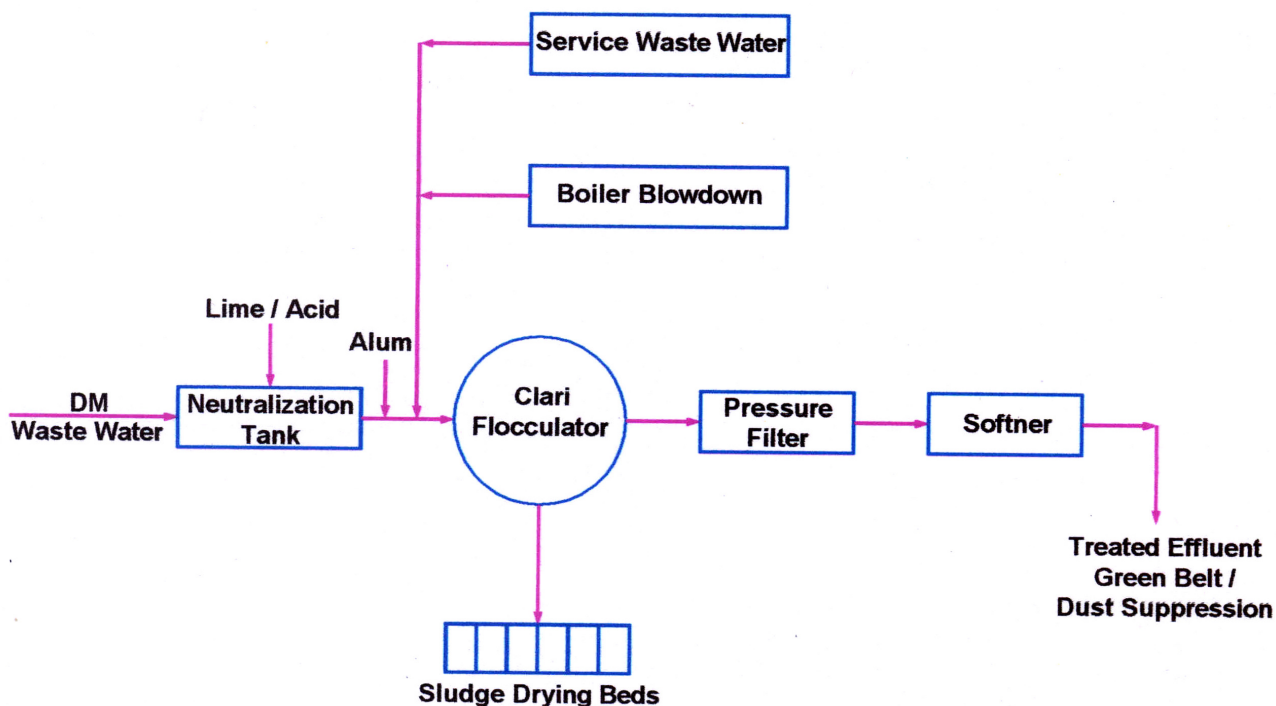 Service Waste Water
Boiler Blowdown
Lime / Acid
Alum
DM
Waste Water
Neutralization
Tank
Clari
Flocculator
Pressure
Filter
Softner
Treated Effluent
Green Belt /
Dust Suppression
Sludge Drying Beds